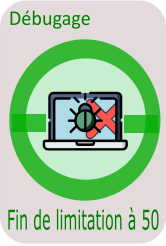 Débugage
Fin de limitation à 50